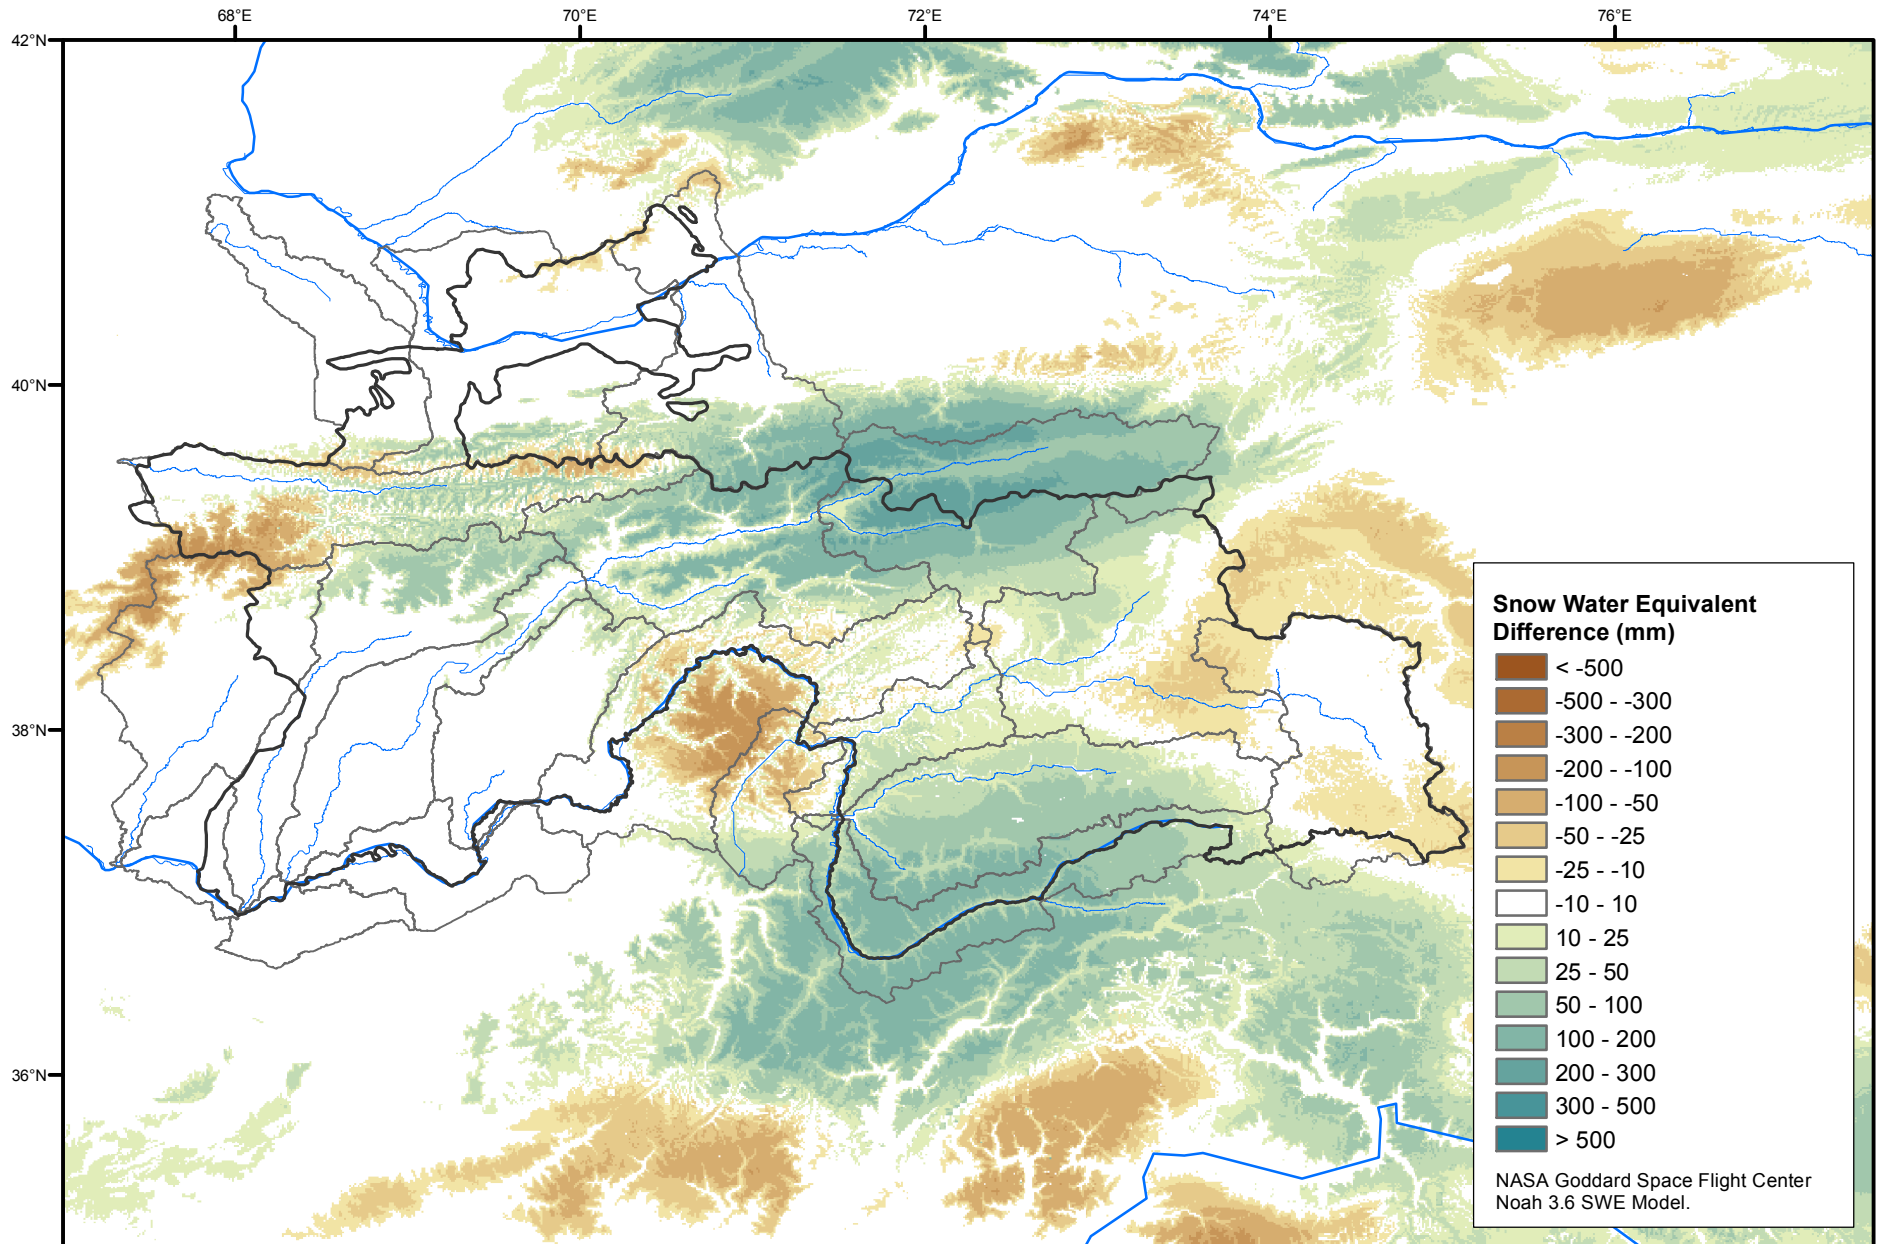 68°E
70°E
72°E
74°E
76°E
42°N
40°N
38°N
36°N
Snow Water Equivalent
Difference (mm)
< -500
-500 - -300
-300 - -200
-200 - -100
-100 - -50
-50 - -25
-25 - -10
-10 - 10
10 - 25
25 - 50
50 - 100
100 - 200
200 - 300
300 - 500
> 500
NASA Goddard Space Flight Center
Noah 3.6 SWE Model.